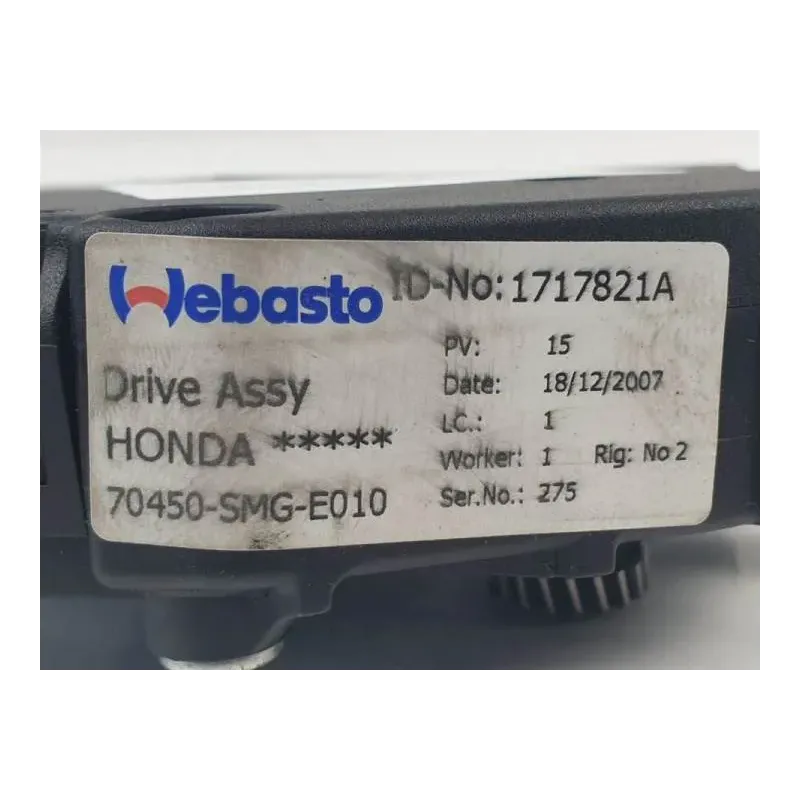 Webasto ID-No: 1717821A
Drive Assy
HONDA *****
70450-SMG-E010
PV: 15
Date: 18/12/2007
LC.: 1
Worker: 1 Rig: No 2
Ser.No.: 275